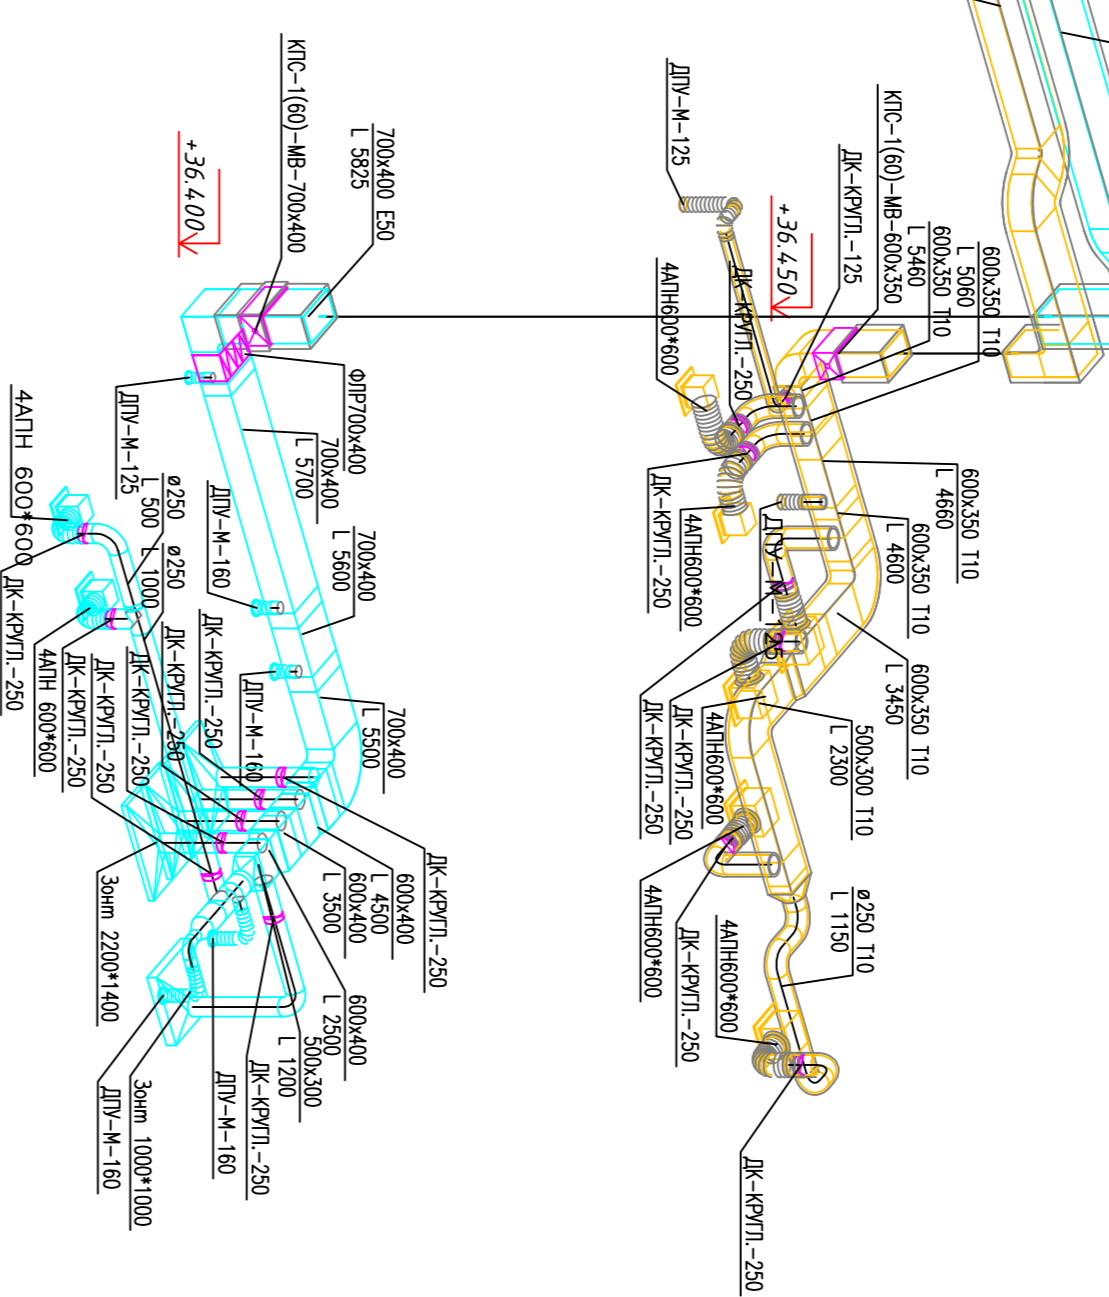 700х400 Е50
L 5825
КПС-1(60)-МВ-700х400
+36.400
ФЛР700х400
700х400
L 5700
700х400
L 5600
700х400
L 5500
ДПУ-М-125
ø250
L 500
ø250
L 1000
4АПН 600*600
ДК-КРУГЛ.-250
4АПН 600*600
ДК-КРУГЛ.-250
ДК-КРУГЛ.-250
ДК-КРУГЛ.-250
ДК-КРУГЛ.-250
ДК-КРУГЛ.-250
ДПУ-М-160
ДПУ-М-160
ДК-КРУГЛ.-250
600х400
L 4500
600х400
L 3500
600х400
L 2500
500х300
L 1200
ДК-КРУГЛ.-250
ДПУ-М-160
Зонт 2200*1400
Зонт 1000*1000
ДПУ-М-160
ДПУ-М-125
+36.450
КПС-1(60)-МВ-600х350
ДК-КРУГЛ.-125
600х350 Т10
L 5460
600х350 Т10
L 5060
600х350 Т10
L 4660
600х350 Т10
L 4600
600х350 Т10
L 3450
500х300 Т10
L 2300
ø250 Т10
L 1150
4АПН600*600
ДК-КРУГЛ.-250
ДК-КРУГЛ.-250
4АПН600*600
ДПУ-М-125
ДК-КРУГЛ.-250
ДК-КРУГЛ.-250
4АПН600*600
4АПН600*600
ДК-КРУГЛ.-250
4АПН600*600
ДК-КРУГЛ.-250